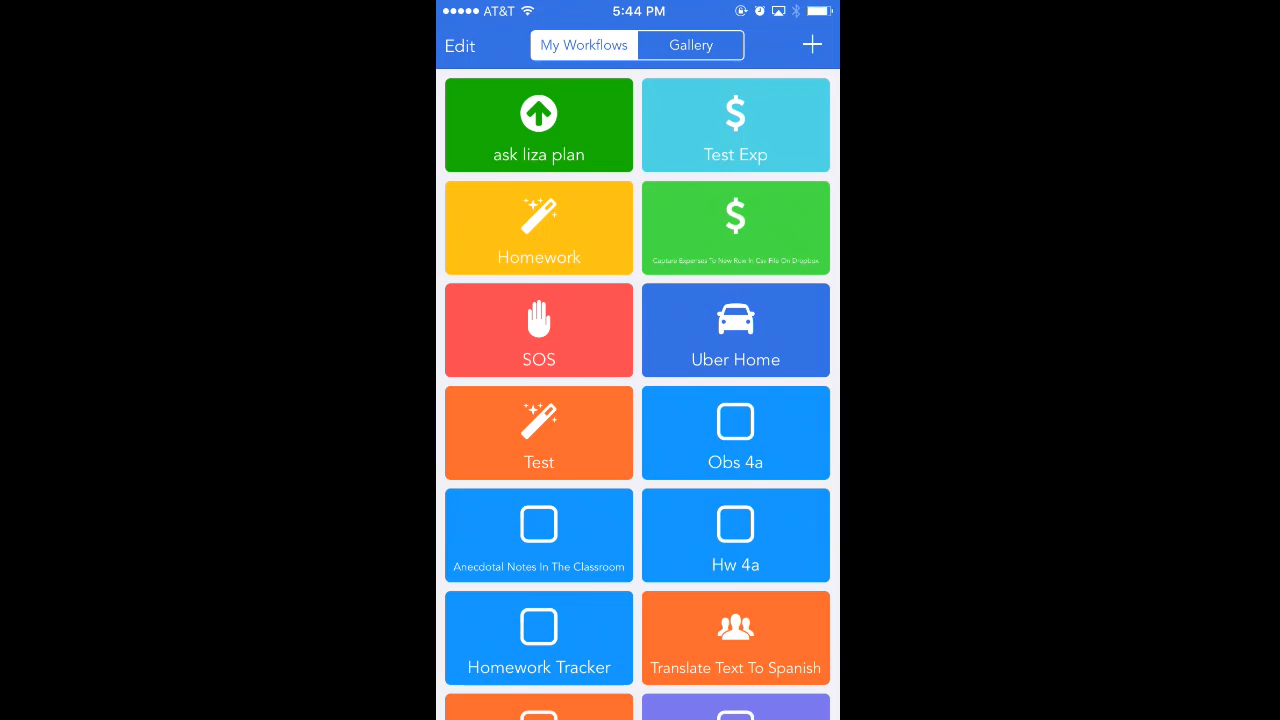 AT&T 5:44 PM
Edit My Workflows Gallery
ask liza plan
Test Exp
Homework
Capture Expenses To New Row In Csv File On Dropbox
SOS
Uber Home
Test
Obs 4a
Anecdotal Notes In The Classroom
Hw 4a
Homework Tracker
Translate Text To Spanish